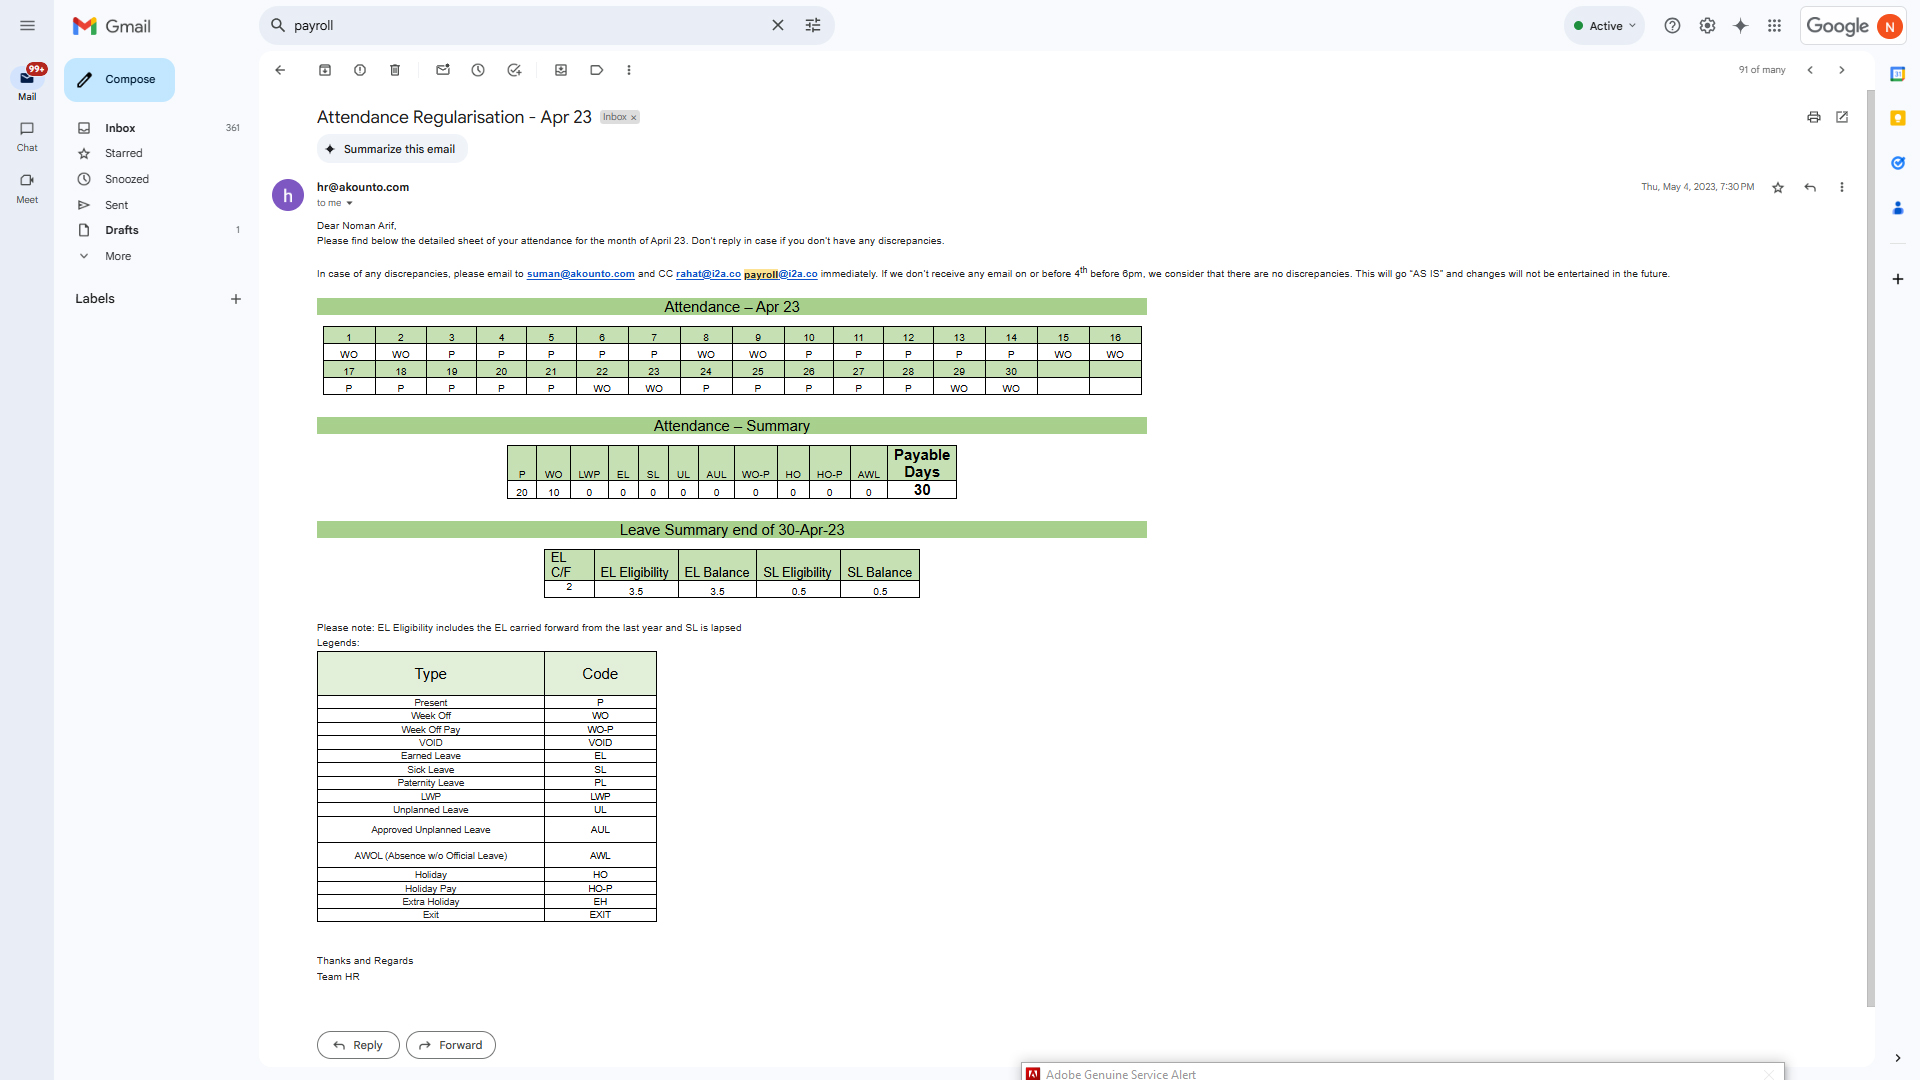 Gmail
payroll
Active
Google
N
99+
Mail
Chat
Meet
Compose
Inbox 361
Starred
Snoozed
Sent
Drafts 1
More
Labels
91 of many
Attendance Regularisation - Apr 23 Inbox x
Summarize this email
h
hr@akounto.com
to me
Thu, May 4, 2023, 7:30 PM
Dear Noman Arif,
Please find below the detailed sheet of your attendance for the month of April 23. Don't reply in case if you don't have any discrepancies.
In case of any discrepancies, please email to suman@akounto.com and CC rahat@i2a.co payroll@i2a.co immediately. If we don't receive any email on or before 4th before 6pm, we consider that there are no discrepancies. This will go "AS IS" and changes will not be entertained in the future.
Attendance – Apr 23
1 2 3 4 5 6 7 8 9 10 11 12 13 14 15 16
WO WO P P P P P WO WO P P P P P WO WO
17 18 19 20 21 22 23 24 25 26 27 28 29 30
P P P P P WO WO P P P P P WO WO
Attendance – Summary
P WO LWP EL SL UL AUL WO-P HO HO-P AWL Payable Days
20 10 0 0 0 0 0 0 0 0 0 30
Leave Summary end of 30-Apr-23
EL C/F EL Eligibility EL Balance SL Eligibility SL Balance
2 3.5 3.5 0.5 0.5
Please note: EL Eligibility includes the EL carried forward from the last year and SL is lapsed
Legends:
Type Code
Present P
Week Off WO
Week Off Pay WO-P
VOID VOID
Earned Leave EL
Sick Leave SL
Paternity Leave PL
LWP LWP
Unplanned Leave UL
Approved Unplanned Leave AUL
AWOL (Absence w/o Official Leave) AWL
Holiday HO
Holiday Pay HO-P
Extra Holiday EH
Exit EXIT
Thanks and Regards
Team HR
Reply
Forward
Adobe Genuine Service Alert
31